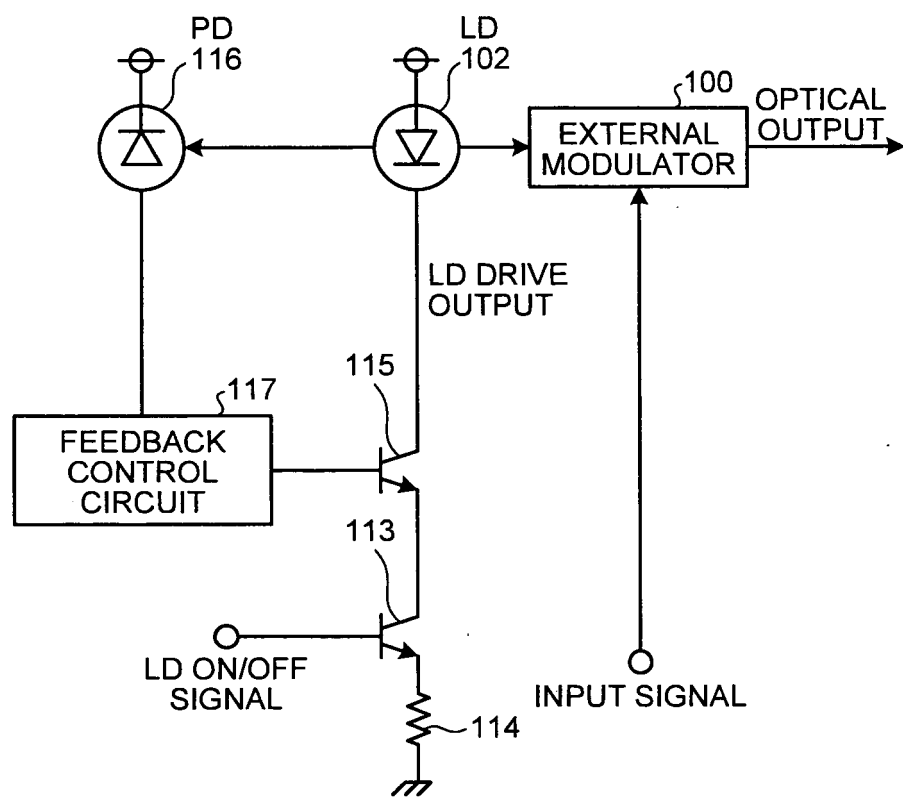 PD
116
LD
102
100
EXTERNAL
MODULATOR
OPTICAL
OUTPUT
LD DRIVE
OUTPUT
115
117
FEEDBACK
CONTROL
CIRCUIT
113
LD ON/OFF
SIGNAL
INPUT SIGNAL
114